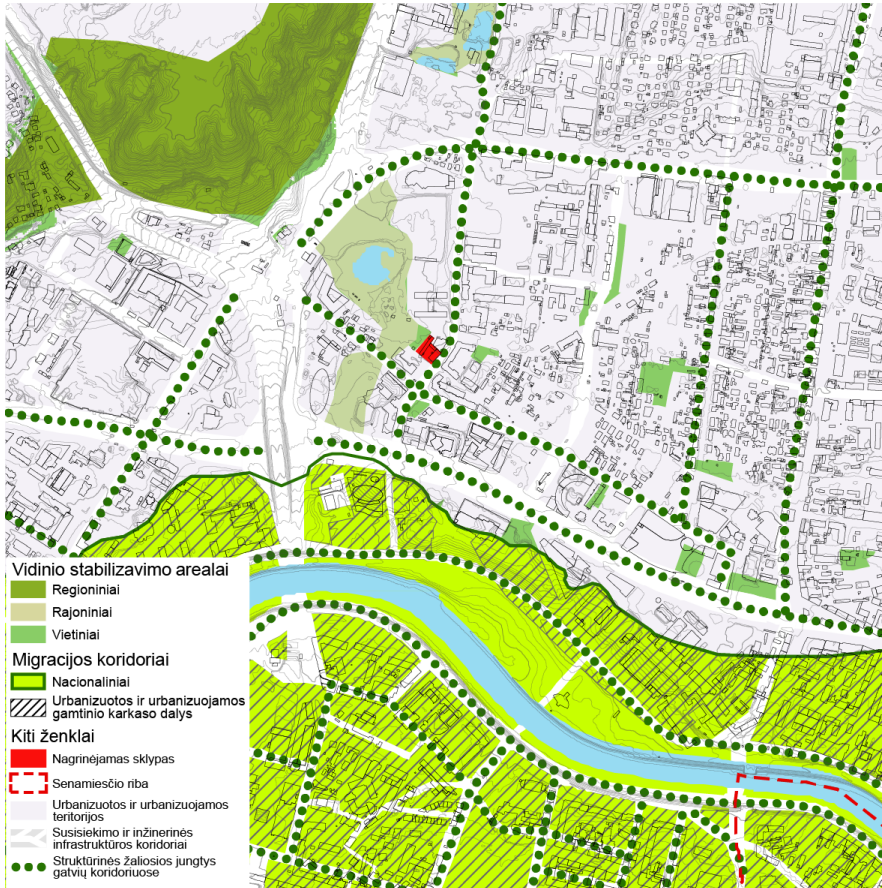 Vidinio stabilizavimo arealai
Regioniniai
Rajoniniai
Vietiniai
Migracijos koridoriai
Nacionaliniai
Urbanizuotos ir urbanizuojamos
gamtinio karkaso dalys
Kiti ženklai
Nagrinėjamas sklypas
Senamiesčio riba
Urbanizuotos ir urbanizuojamos
teritorijos
Susisiekimo ir inžinerinės
infrastruktūros koridoriai
Struktūrinės žaliosios jungtys
gatvių koridoriuose